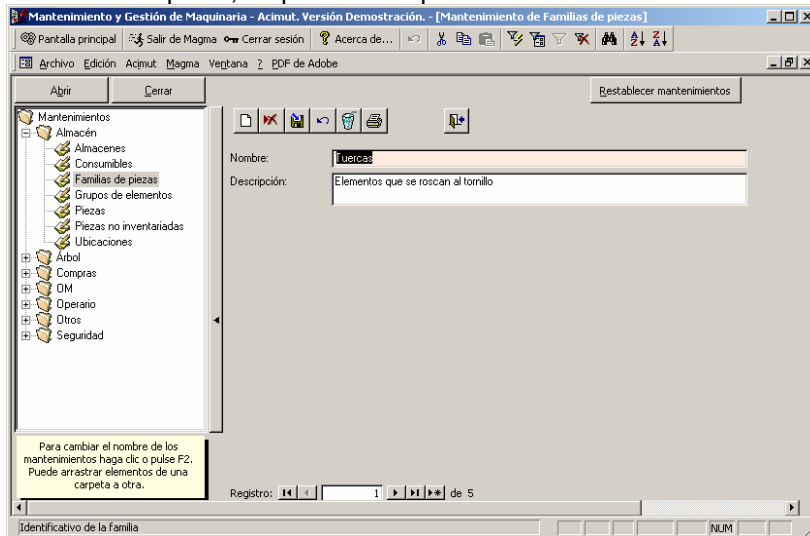 Mantenimiento y Gestión de Maquinaria - Acimut. Versión Demostración. - [Mantenimiento de Familias de piezas]
Pantalla principal Salir de Magma Cerrar sesión Acerca de...
Archivo Edición Acimut Magma Ventana ? PDF de Adobe
Abrir Cerrar Restablecer mantenimientos
Mantenimientos
Almacén
Almacenes
Consumibles
Familias de piezas
Grupos de elementos
Piezas
Piezas no inventariadas
Ubicaciones
Árbol
Compras
OM
Operario
Otros
Seguridad
Nombre: Tuercas
Descripción: Elementos que se roscan al tornillo
Para cambiar el nombre de los
mantenimientos haga clic o pulse F2.
Puede arrastrar elementos de una
carpeta a otra.
Registro: 1 de 5
Identificativo de la familia NUM